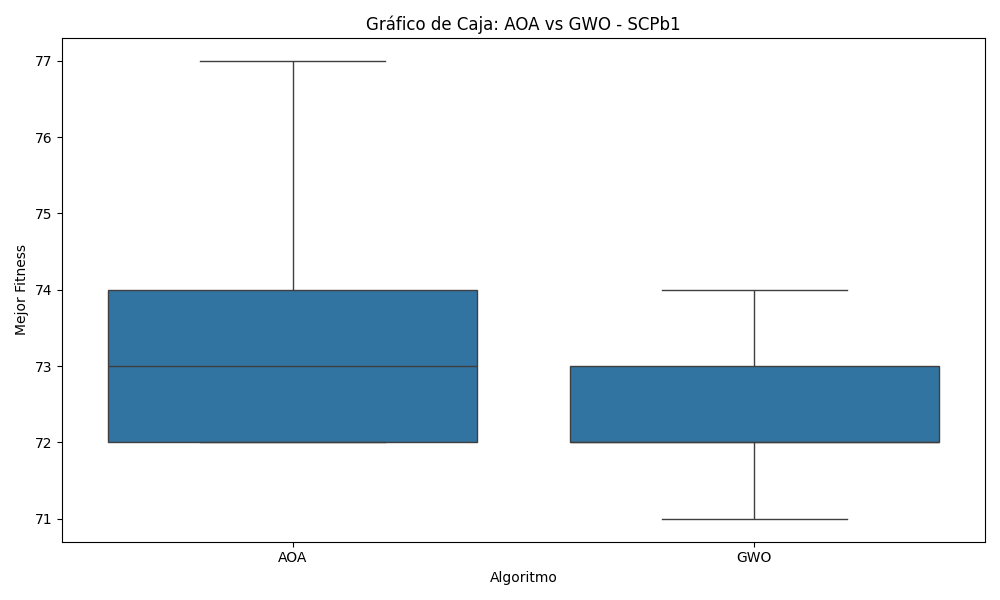 Gráfico de Caja: AOA vs GWO - SCPb1
Mejor Fitness
77
76
75
74
73
72
71
AOA
GWO
Algoritmo